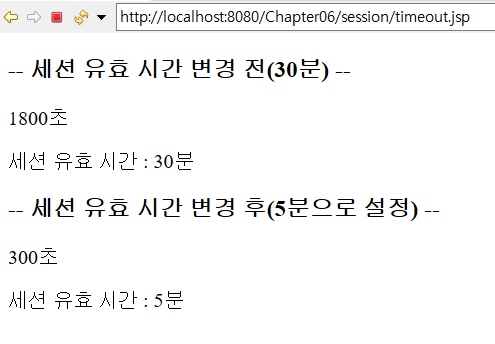 http://localhost:8080/Chapter06/session/timeout.jsp
-- 세션 유효 시간 변경 전(30분) --
1800초
세션 유효 시간 : 30분
-- 세션 유효 시간 변경 후(5분으로 설정) --
300초
세션 유효 시간 : 5분